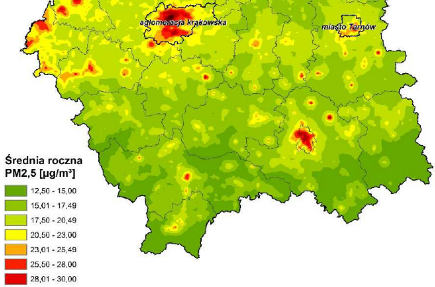 aglomeracja krakowska
miasto Tarnów
Średnia roczna
PM2,5 [µg/m³]
12,50 - 15,00
15,01 - 17,49
17,50 - 20,49
20,50 - 23,00
23,01 - 25,49
25,50 - 28,00
28,01 - 30,00